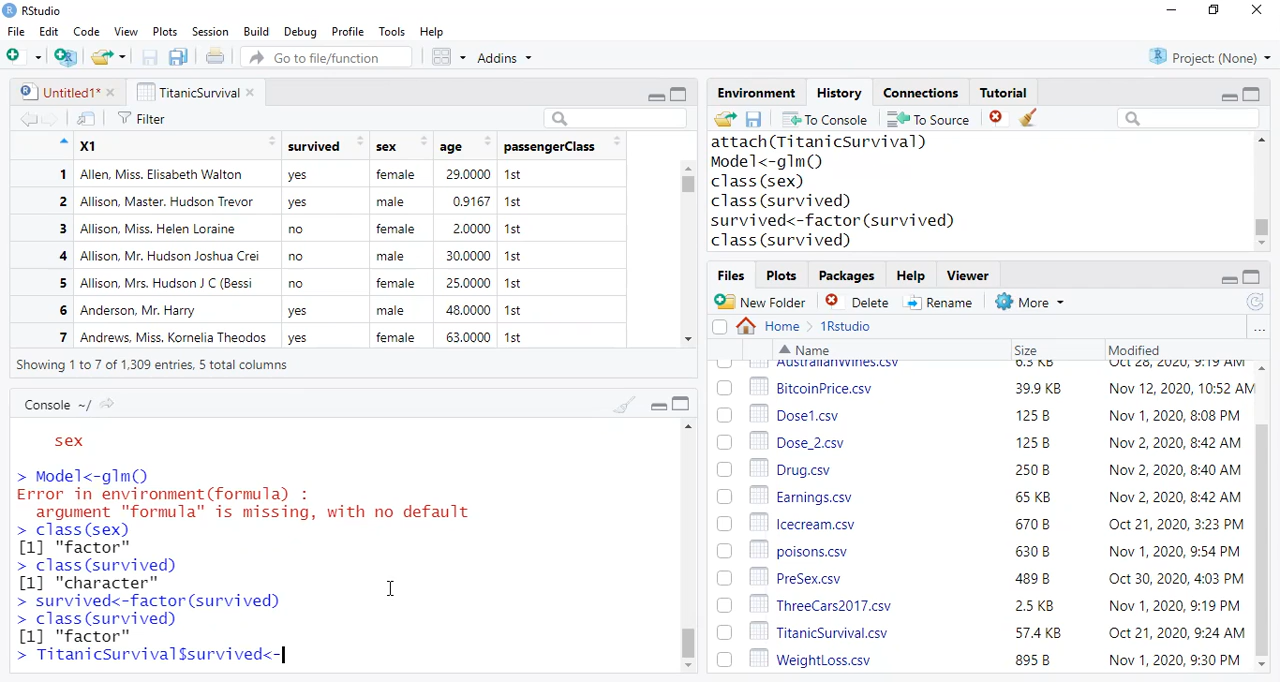 RStudio
File Edit Code View Plots Session Build Debug Profile Tools Help
Go to file/function Addins Project: (None)
Untitled1* TitanicSurvival
Filter
X1 survived sex age passengerClass
1 Allen, Miss. Elisabeth Walton yes female 29.0000 1st
2 Allison, Master. Hudson Trevor yes male 0.9167 1st
3 Allison, Miss. Helen Loraine no female 2.0000 1st
4 Allison, Mr. Hudson Joshua Crei no male 30.0000 1st
5 Allison, Mrs. Hudson J C (Bessi no female 25.0000 1st
6 Anderson, Mr. Harry yes male 48.0000 1st
7 Andrews, Miss. Kornelia Theodos yes female 63.0000 1st
Showing 1 to 7 of 1,309 entries, 5 total columns
Console ~/
sex
> Model<-glm()
Error in environment(formula) :
argument "formula" is missing, with no default
> class(sex)
[1] "factor"
> class(survived)
[1] "character"
> survived<-factor(survived)
> class(survived)
[1] "factor"
> TitanicSurvival$survived<-
Environment History Connections Tutorial
To Console To Source
attach(TitanicSurvival)
Model<-glm()
class(sex)
class(survived)
survived<-factor(survived)
class(survived)
Files Plots Packages Help Viewer
New Folder Delete Rename More
Home 1Rstudio ...
Name Size Modified
AustralianWines.csv 6.3 KB Oct 28, 2020, 9:19 AM
BitcoinPrice.csv 39.9 KB Nov 12, 2020, 10:52 AM
Dose1.csv 125 B Nov 1, 2020, 8:08 PM
Dose_2.csv 125 B Nov 2, 2020, 8:42 AM
Drug.csv 250 B Nov 2, 2020, 8:40 AM
Earnings.csv 65 KB Nov 2, 2020, 8:42 AM
Icecream.csv 670 B Oct 21, 2020, 3:23 PM
poisons.csv 630 B Nov 1, 2020, 9:54 PM
PreSex.csv 489 B Oct 30, 2020, 4:03 PM
ThreeCars2017.csv 2.5 KB Nov 1, 2020, 9:19 PM
TitanicSurvival.csv 57.4 KB Oct 21, 2020, 9:24 AM
WeightLoss.csv 895 B Nov 1, 2020, 9:30 PM